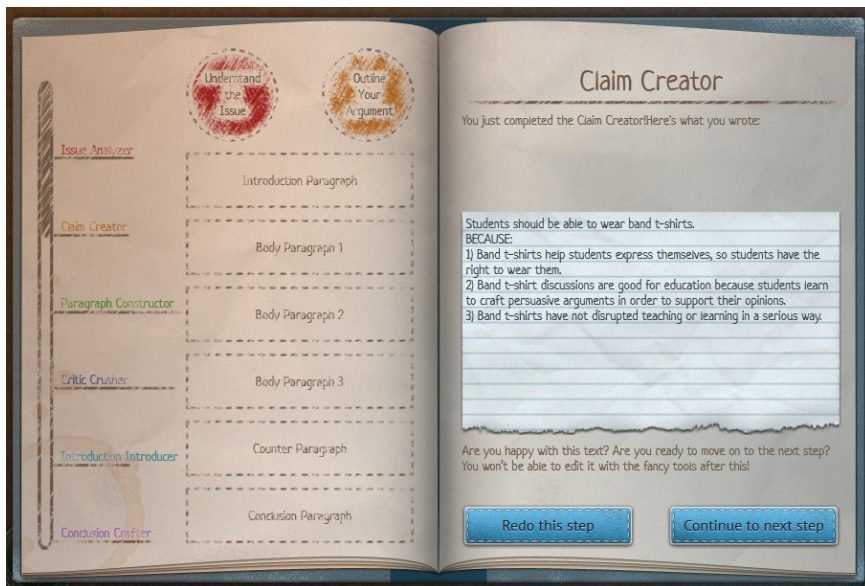 Understand
the
Issue
Outline
Your
Argument
Issue Analyzer
Claim Creator
Paragraph Constructor
Critic Crusher
Introduction Introducer
Conclusion Crafter
Introduction Paragraph
Body Paragraph 1
Body Paragraph 2
Body Paragraph 3
Counter Paragraph
Conclusion Paragraph
Claim Creator
You just completed the Claim Creator!Here's what you wrote:
Students should be able to wear band t-shirts.
BECAUSE:
1) Band t-shirts help students express themselves, so students have the
right to wear them.
2) Band t-shirt discussions are good for education because students learn
to craft persuasive arguments in order to support their opinions.
3) Band t-shirts have not disrupted teaching or learning in a serious way.
Are you happy with this text? Are you ready to move on to the next step?
You won't be able to edit it with the fancy tools after this!
Redo this step
Continue to next step